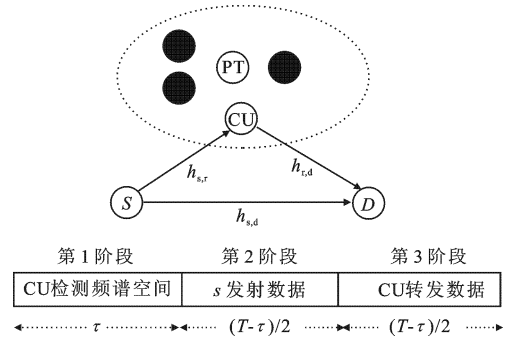 PT
CU
h_{s,r}
h_{r,d}
S
D
h_{s,d}
第1阶段 第2阶段 第3阶段
CU检测频谱空间 s发射数据 CU转发数据
τ (T-τ)/2 (T-τ)/2